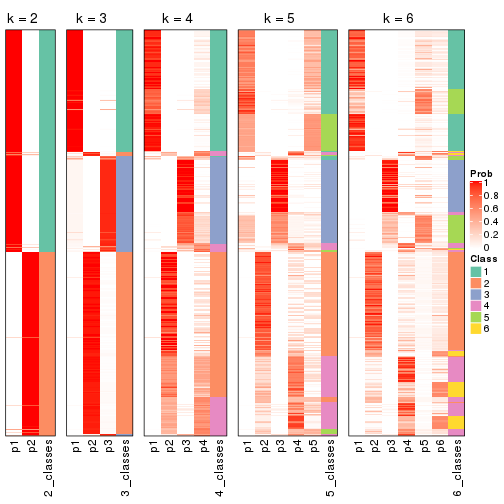 k = 2
k = 3
k = 4
k = 5
k = 6
Prob
1
0.8
0.6
0.4
0.2
0
Class
1
2
3
4
5
6
p1
p2
2_classes
p1
p2
p3
3_classes
p1
p2
p3
p4
4_classes
p1
p2
p3
p4
p5
5_classes
p1
p2
p3
p4
p5
p6
6_classes